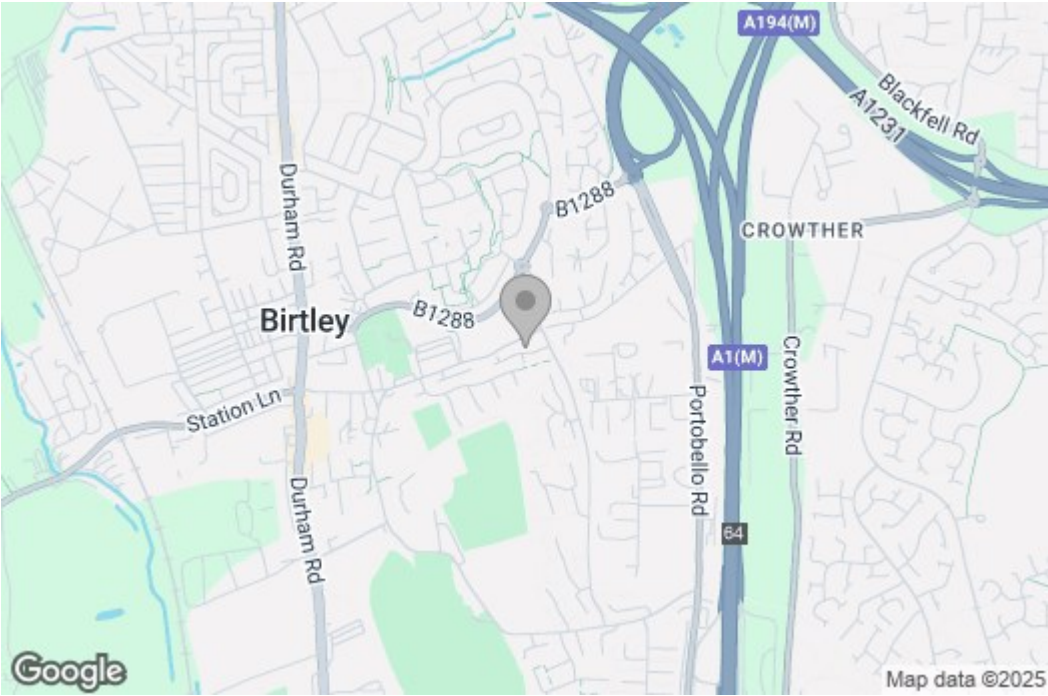 A194(M)
Blackfell Rd
A1231
Durham Rd
B1288
CROWTHER
Birtley
B1288
A1(M)
Crowther Rd
Station Ln
Portobello Rd
Durham Rd
64
Google
Map data ©2025